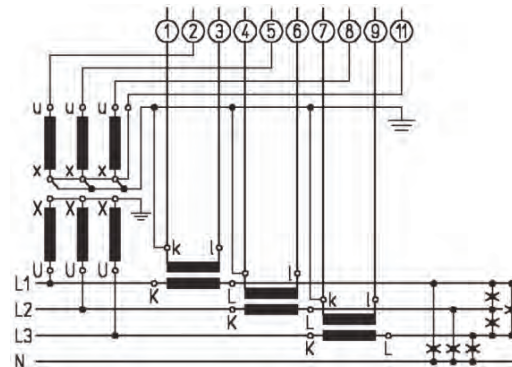 1 2 3 4 5 6 7 8 9 11
u u u
x x x
X X X
k l
U U U
l
L1
K L
k l
L2
K L
L3
K L
N